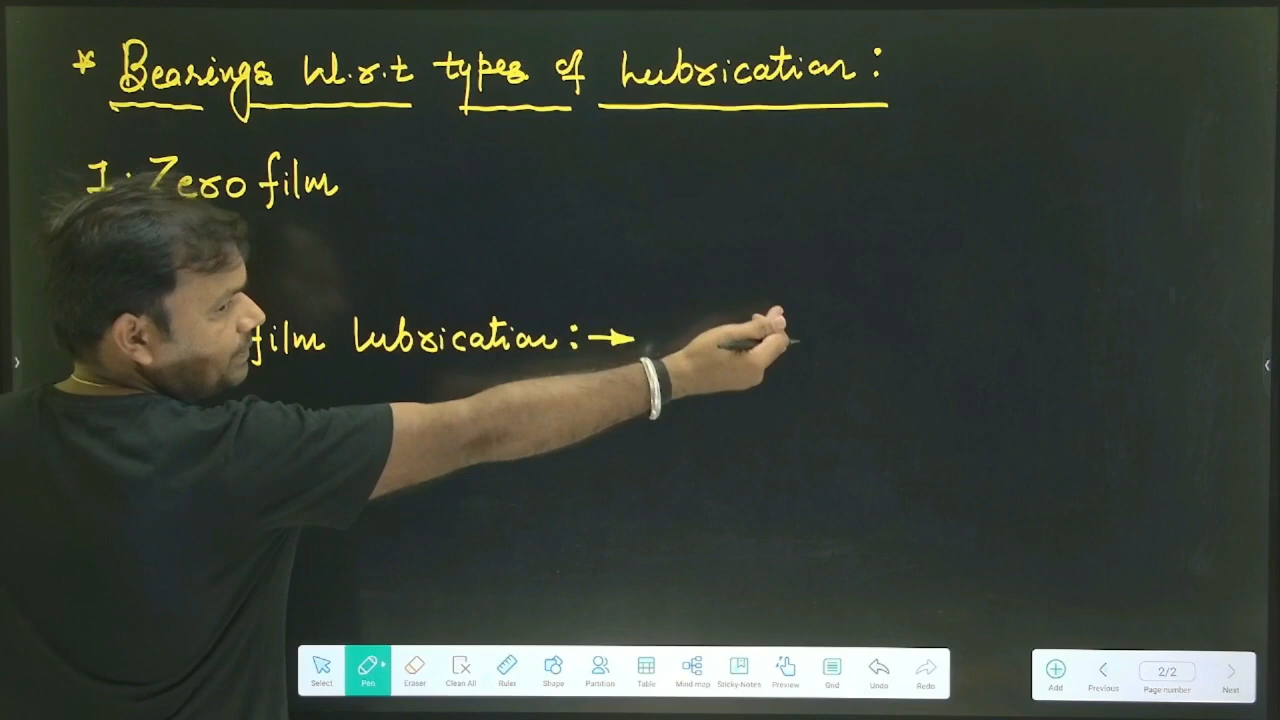 * Bearings w.r.t types of Lubrication:
1. Zero film
film lubrication:→
Select
Pen
Eraser
Clean All
Ruler
Shape
Partition
Table
Mind map
Sticky-Notes
Preview
Grid
Undo
Redo
Add
Previous
2/2
Page number
Next